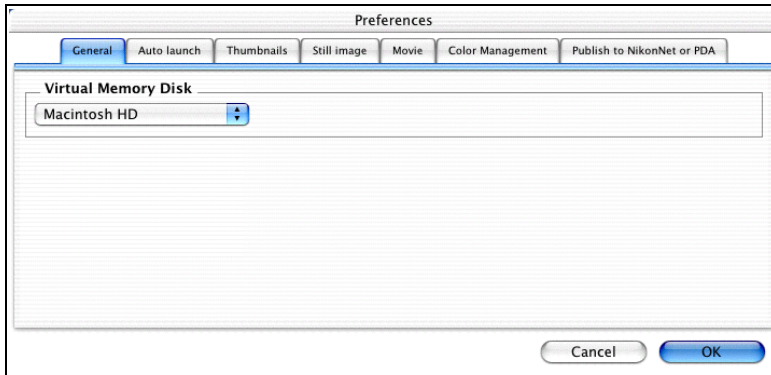 Preferences
General Auto launch Thumbnails Still image Movie Color Management Publish to NikonNet or PDA
Virtual Memory Disk
Macintosh HD
Cancel OK